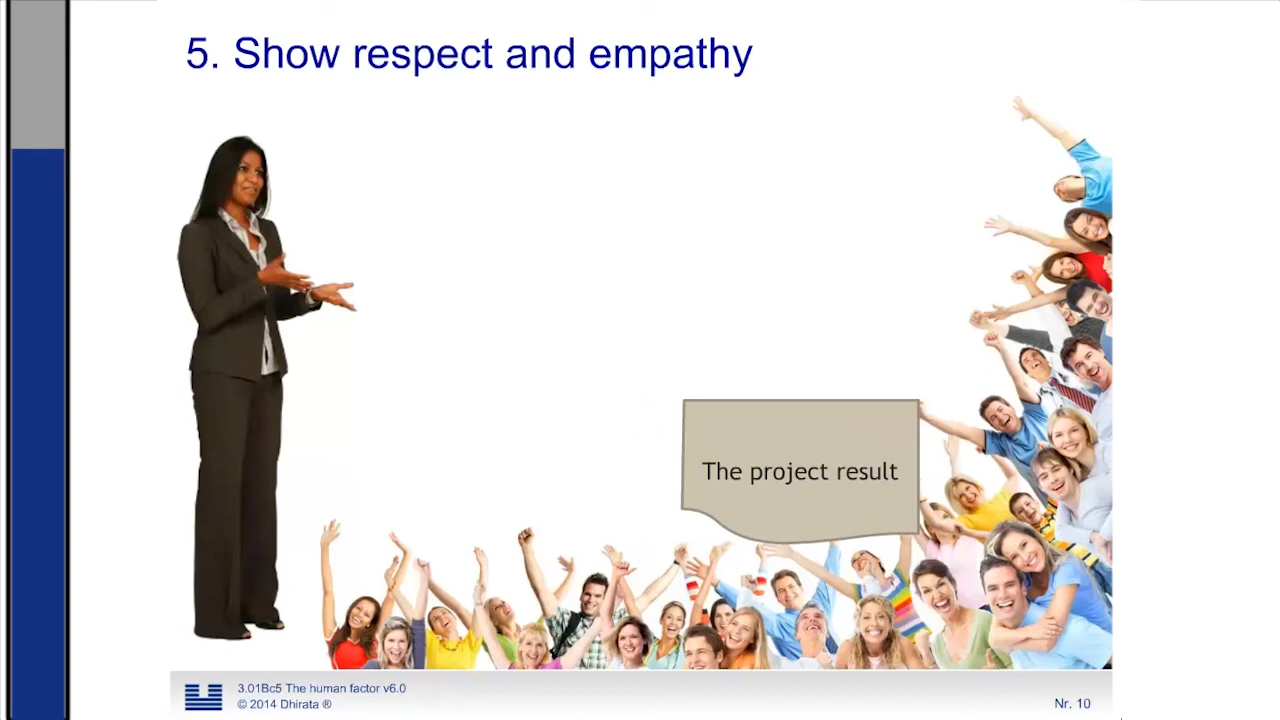 5. Show respect and empathy
The project result
3.01Bc5 The human factor v6.0
© 2014 Dhirata ®
Nr. 10